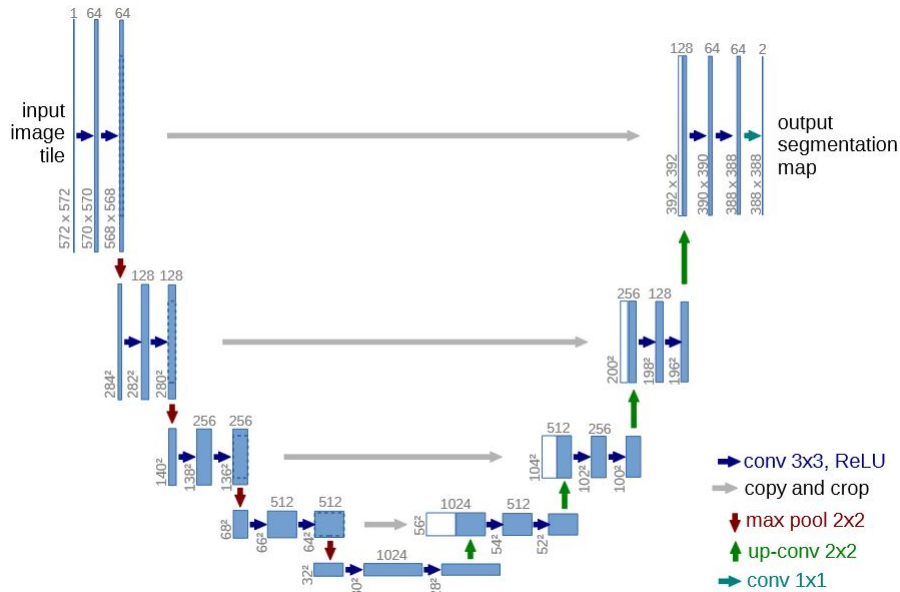 1 64 64
input
image
tile
572 x 572
570 x 570
568 x 568
128 64 64 2
output
segmentation
map
392 x 392
390 x 390
388 x 388
388 x 388
128 128
284²
282²
280²
256 128
200²
198²
196²
256 256
140²
138²
136²
512 256
104²
102²
100²
512 512
68²
66²
64²
1024 512
56²
54²
52²
1024
32²
conv 3x3, ReLU
copy and crop
max pool 2x2
up-conv 2x2
conv 1x1